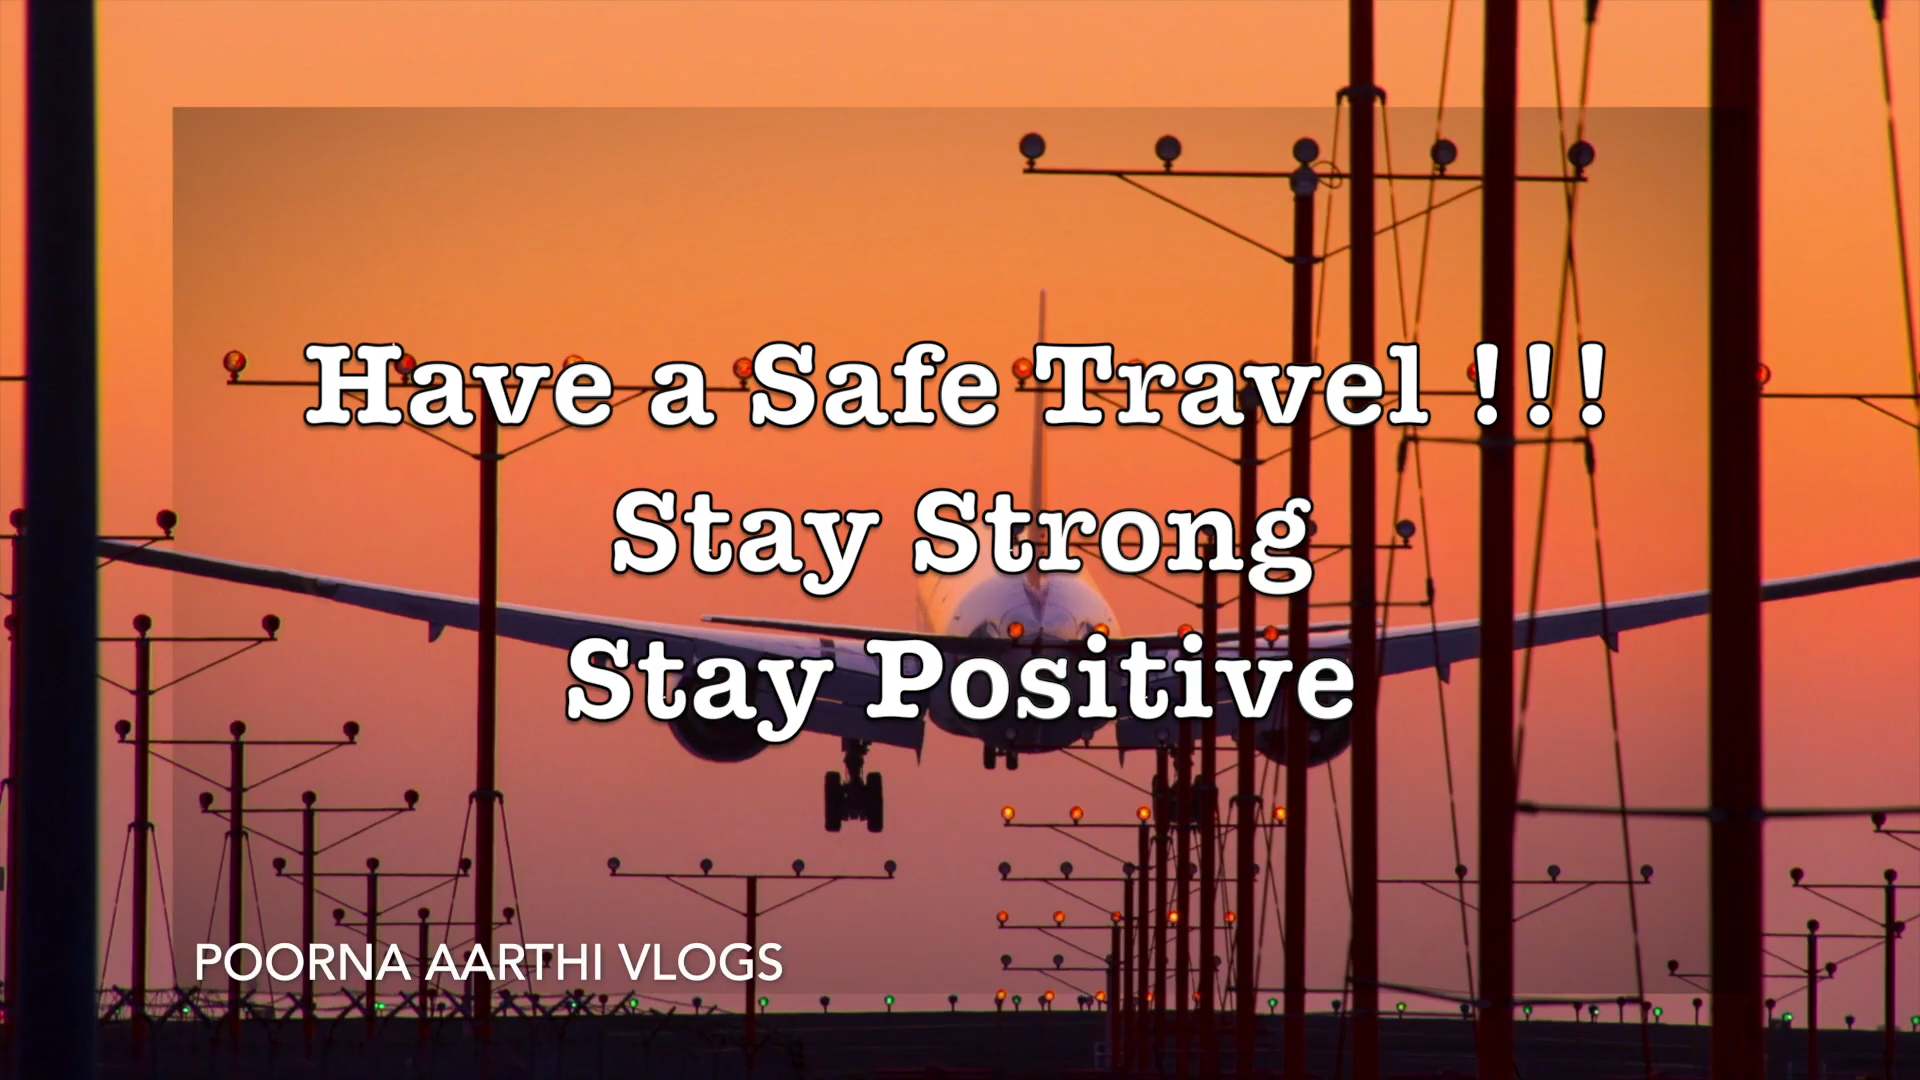 Have a Safe Travel !!!
Stay Strong
Stay Positive
POORNA AARTHI VLOGS